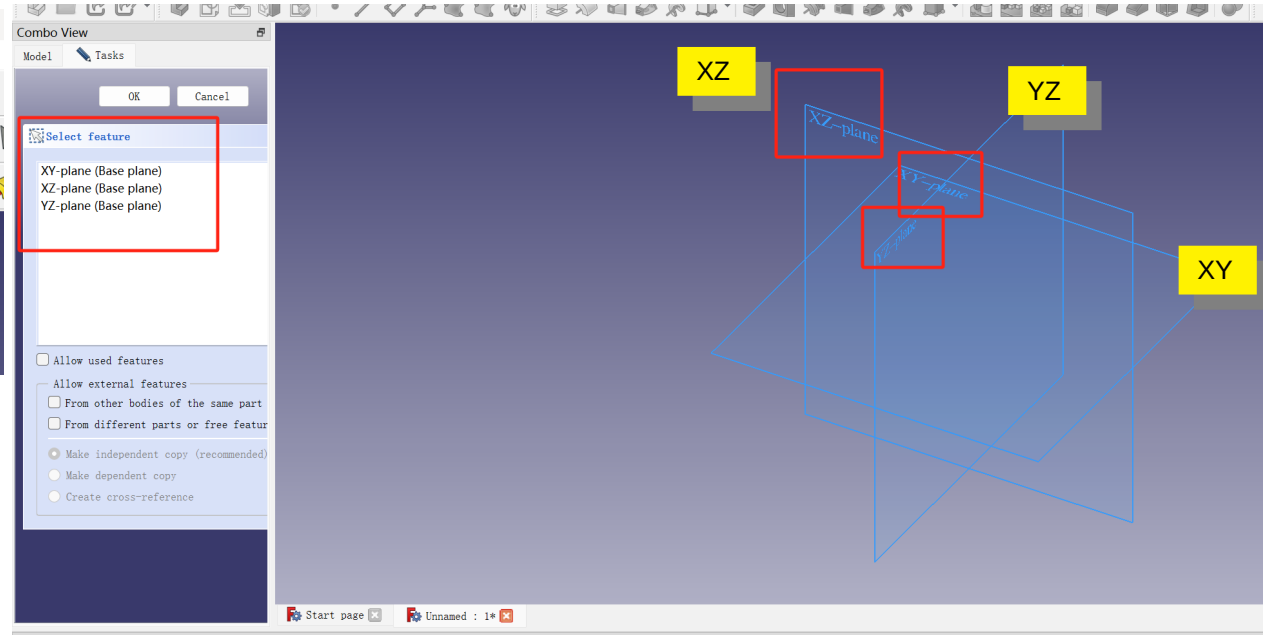 Combo View
Model
Tasks
OK
Cancel
Select feature
XY-plane (Base plane)
XZ-plane (Base plane)
YZ-plane (Base plane)
Allow used features
Allow external features
From other bodies of the same part
From different parts or free featur
Make independent copy (recommended)
Make dependent copy
Create cross-reference
XZ
YZ
XZ-plane
XY-plane
YZ-plane
XY
Start page
Unnamed : 1*